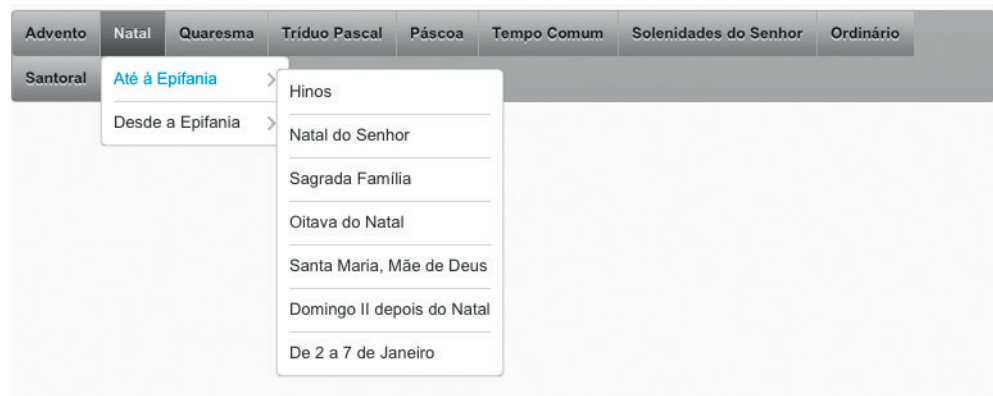 Advento Natal Quaresma Tríduo Pascal Páscoa Tempo Comum Solenidades do Senhor Ordinário
Santoral
Até à Epifania
Desde a Epifania
Hinos
Natal do Senhor
Sagrada Família
Oitava do Natal
Santa Maria, Mãe de Deus
Domingo II depois do Natal
De 2 a 7 de Janeiro